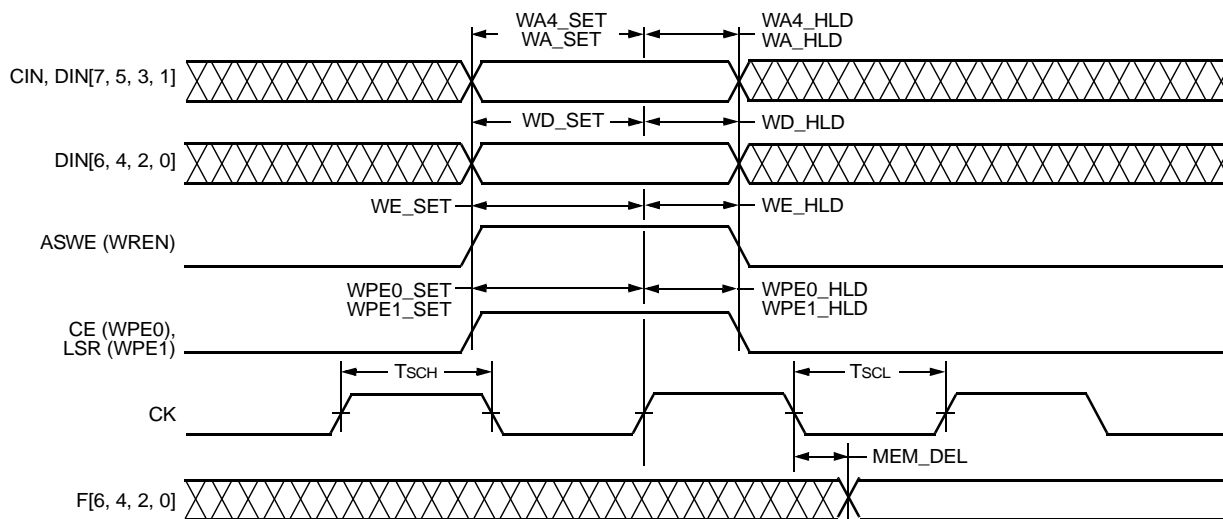 WA4_SET
WA_SET
WA4_HLD
WA_HLD
CIN, DIN[7, 5, 3, 1]
WD_SET
WD_HLD
DIN[6, 4, 2, 0]
WE_SET
WE_HLD
ASWE (WREN)
WPE0_SET
WPE1_SET
WPE0_HLD
WPE1_HLD
CE (WPE0),
LSR (WPE1)
TSCH
TSCL
CK
MEM_DEL
F[6, 4, 2, 0]